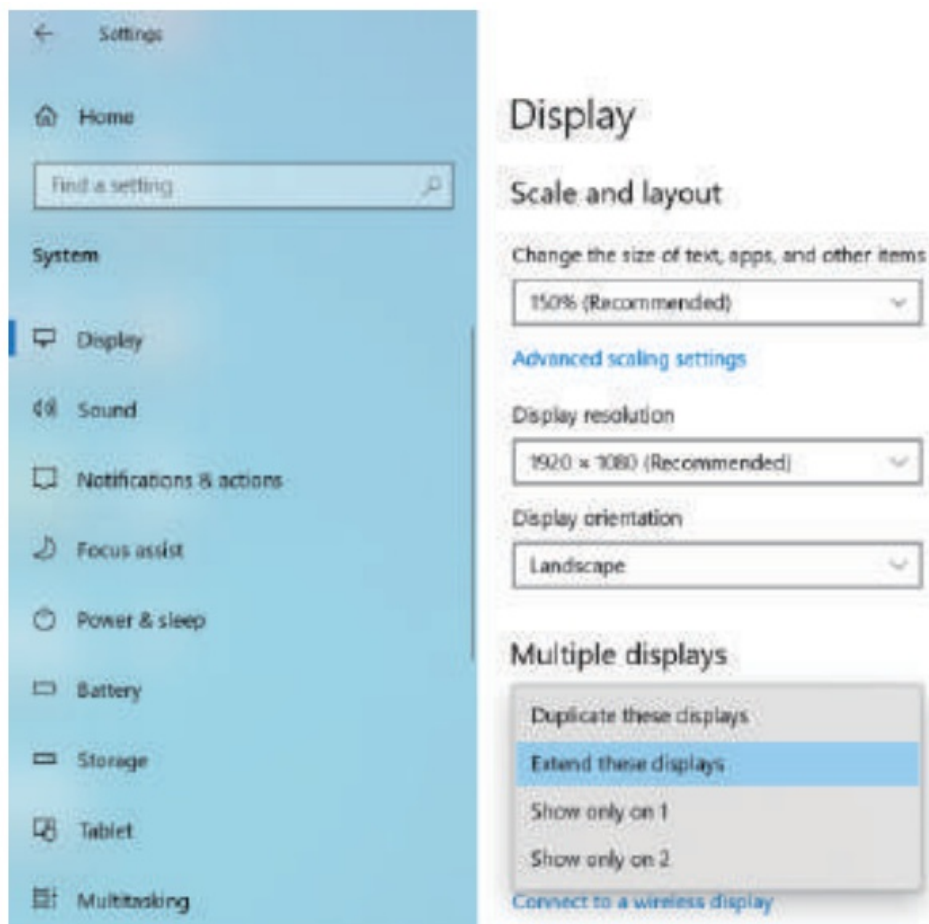 Settings
Home
Find a setting
System
Display
Sound
Notifications & actions
Focus assist
Power & sleep
Battery
Storage
Tablet
Multitasking
Display
Scale and layout
Change the size of text, apps, and other items
150% (Recommended)
Advanced scaling settings
Display resolution
1920 × 1080 (Recommended)
Display orientation
Landscape
Multiple displays
Duplicate these displays
Extend these displays
Show only on 1
Show only on 2
Connect to a wireless display